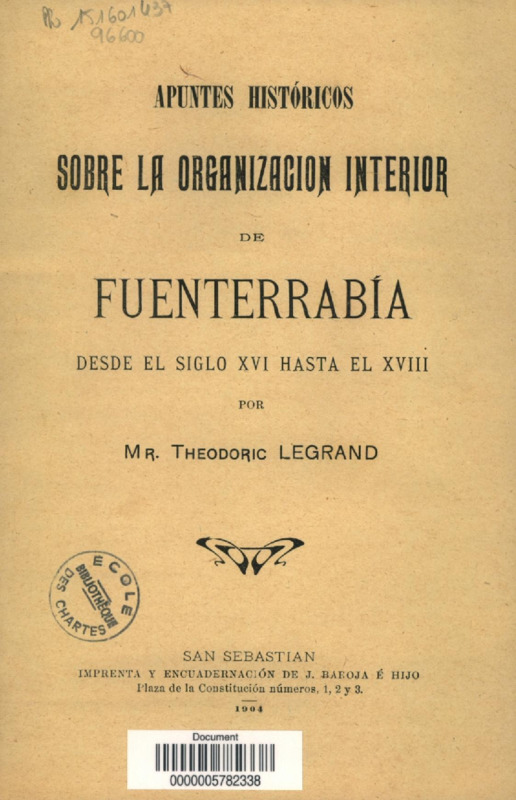 151601437
96600
APUNTES HISTÓRICOS
SOBRE LA ORGANIZACION INTERIOR
DE
FUENTERRABÍA
DESDE EL SIGLO XVI HASTA EL XVIII
POR
MR. THEODORIC LEGRAND
ECOLE
DES CHARTES
BIBLIOTHÈQUE
SAN SEBASTIAN
IMPRENTA Y ENCUADERNACIÓN DE J. BAROJA É HIJO
Plaza de la Constitución números, 1, 2 y 3.
1904
Document
0000005782338